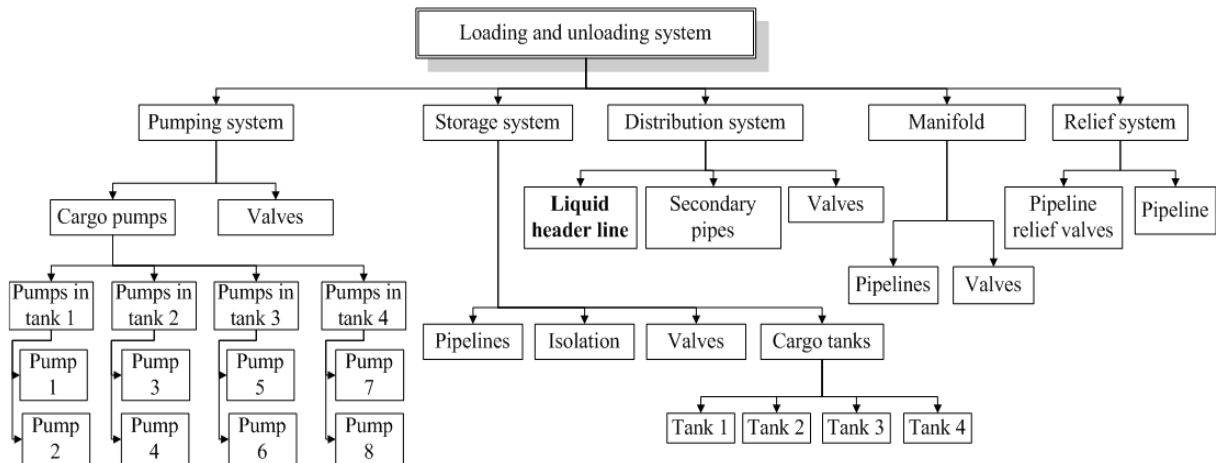 Loading and unloading system
Pumping system
Storage system
Distribution system
Manifold
Relief system
Cargo pumps
Valves
Liquid
header line
Secondary
pipes
Valves
Pipeline
relief valves
Pipeline
Pipelines
Valves
Pumps in
tank 1
Pumps in
tank 2
Pumps in
tank 3
Pumps in
tank 4
Pipelines
Isolation
Valves
Cargo tanks
Pump
1
Pump
3
Pump
5
Pump
7
Pump
2
Pump
4
Pump
6
Pump
8
Tank 1
Tank 2
Tank 3
Tank 4